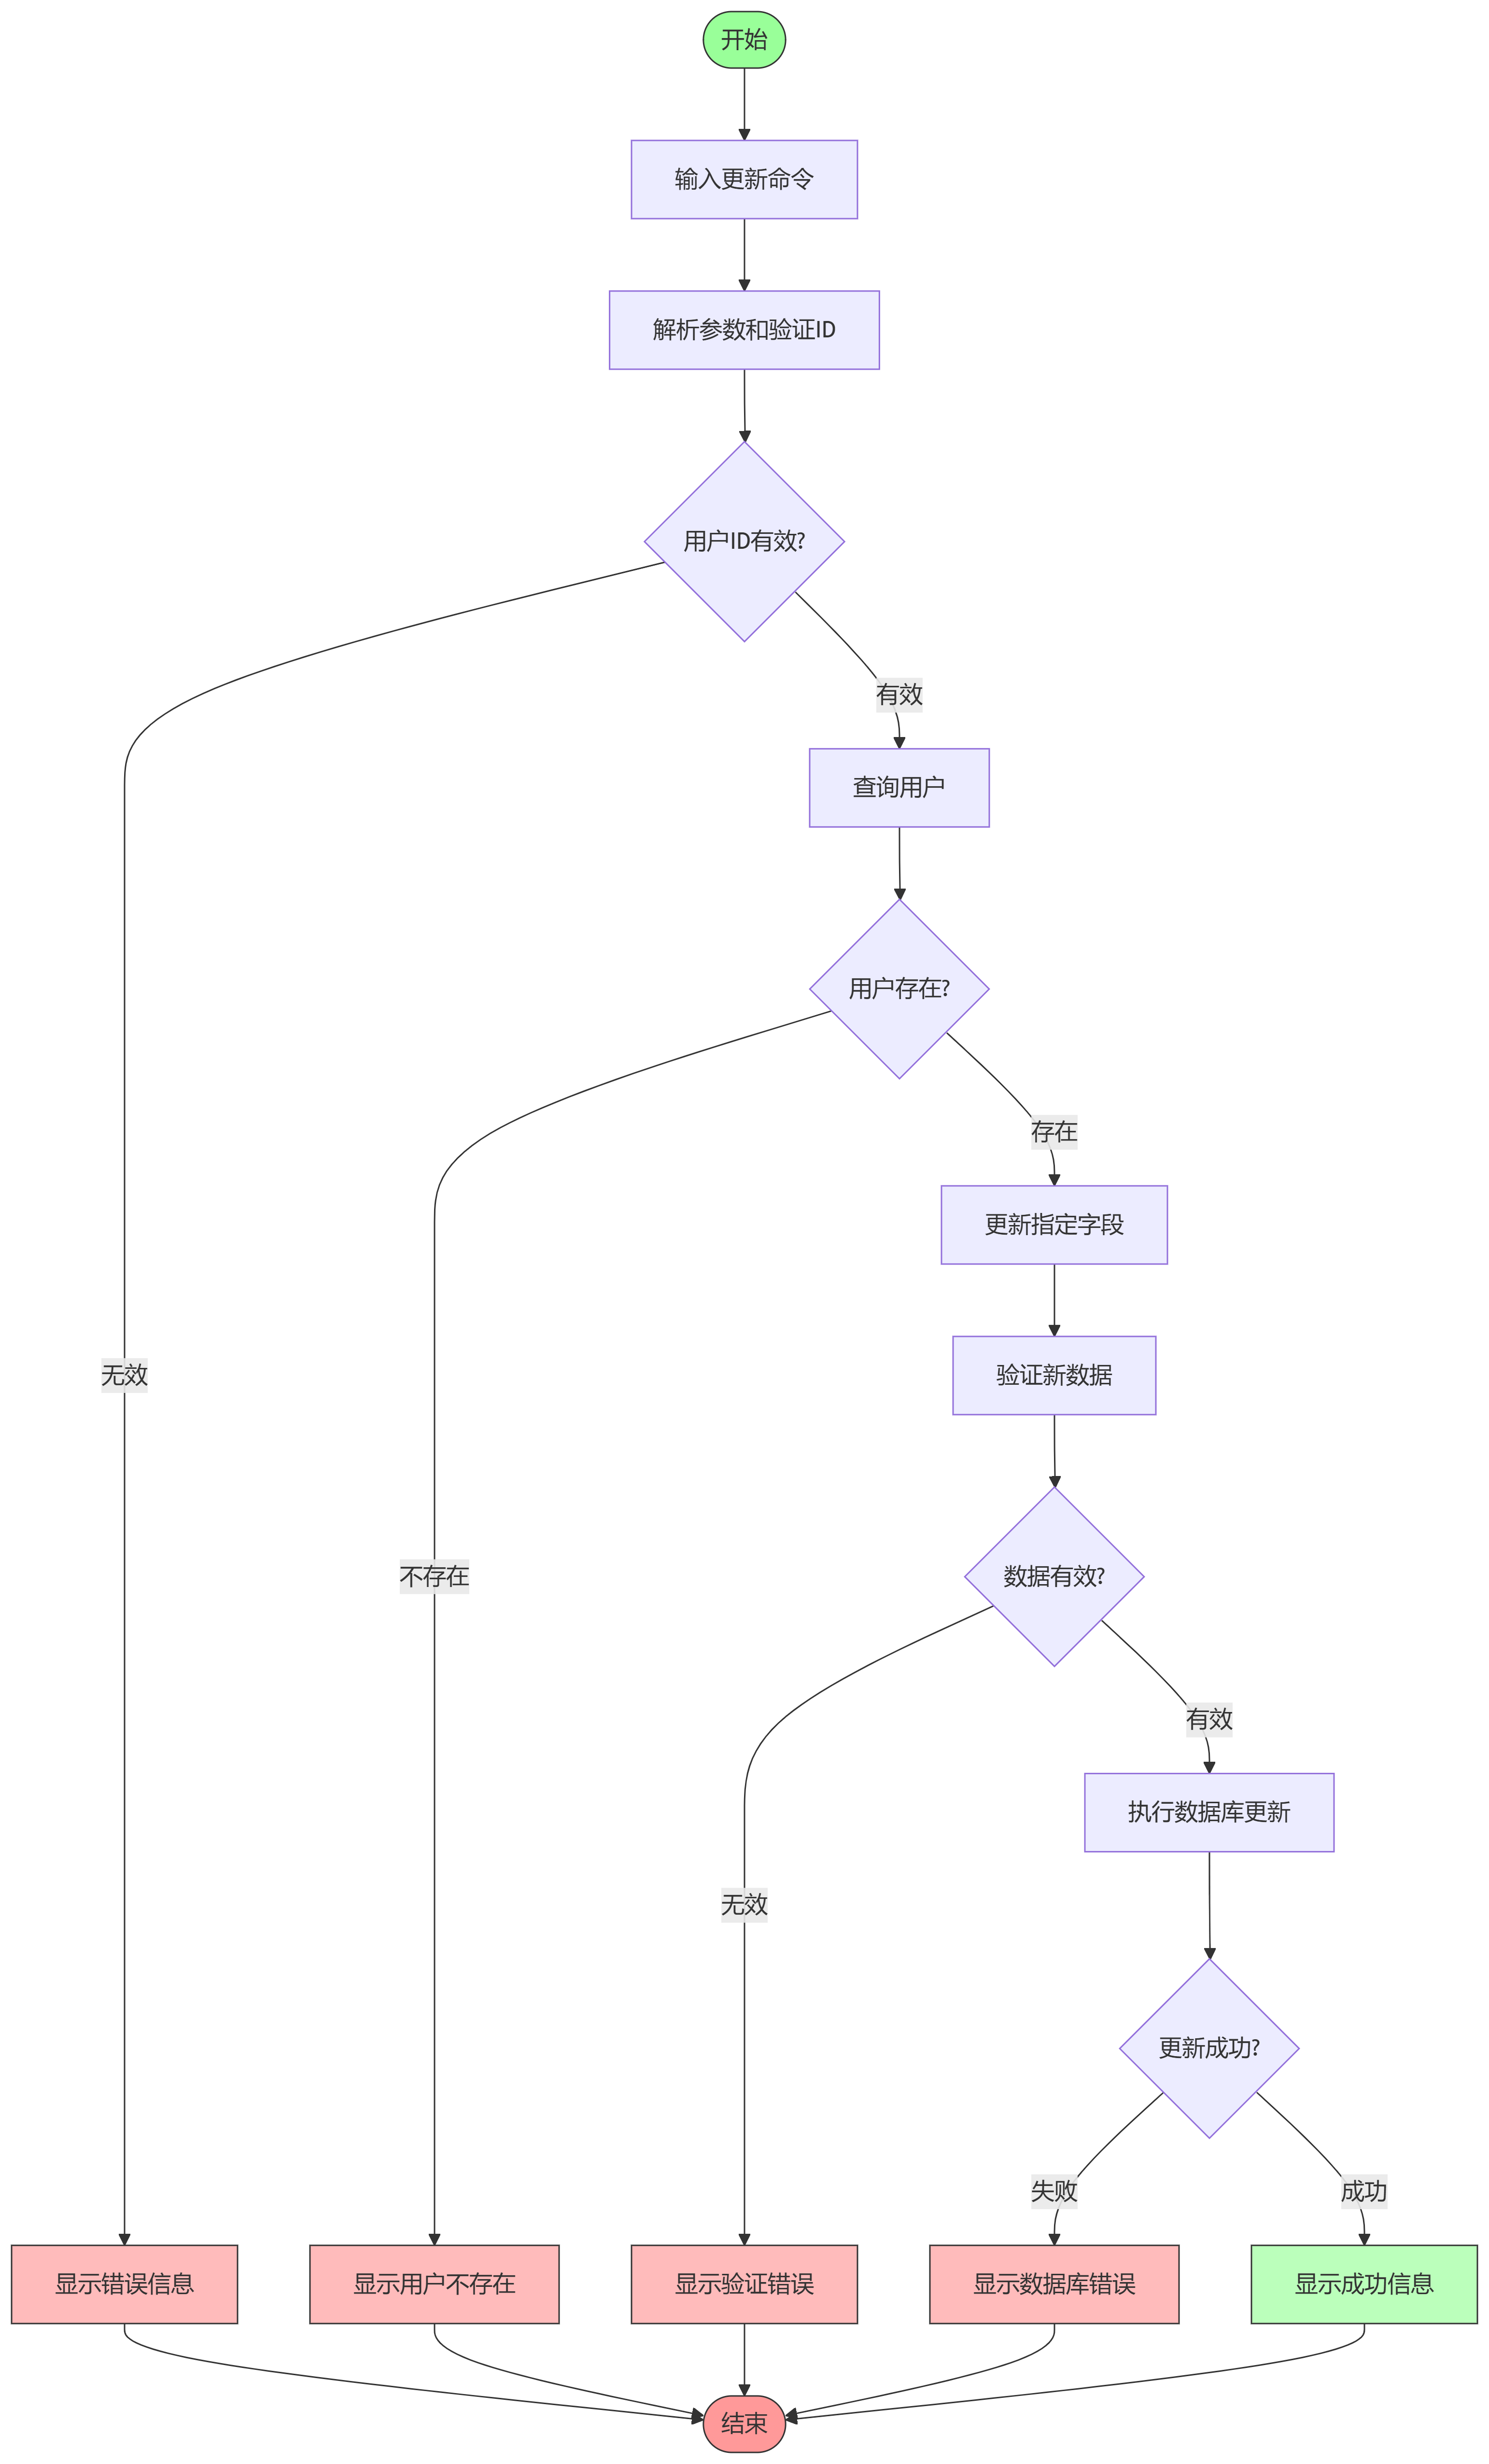 开始
输入更新命令
解析参数和验证ID
用户ID有效?
有效
查询用户
用户存在?
存在
更新指定字段
无效
验证新数据
不存在
数据有效?
有效
执行数据库更新
无效
更新成功?
失败
成功
显示错误信息
显示用户不存在
显示验证错误
显示数据库错误
显示成功信息
结束